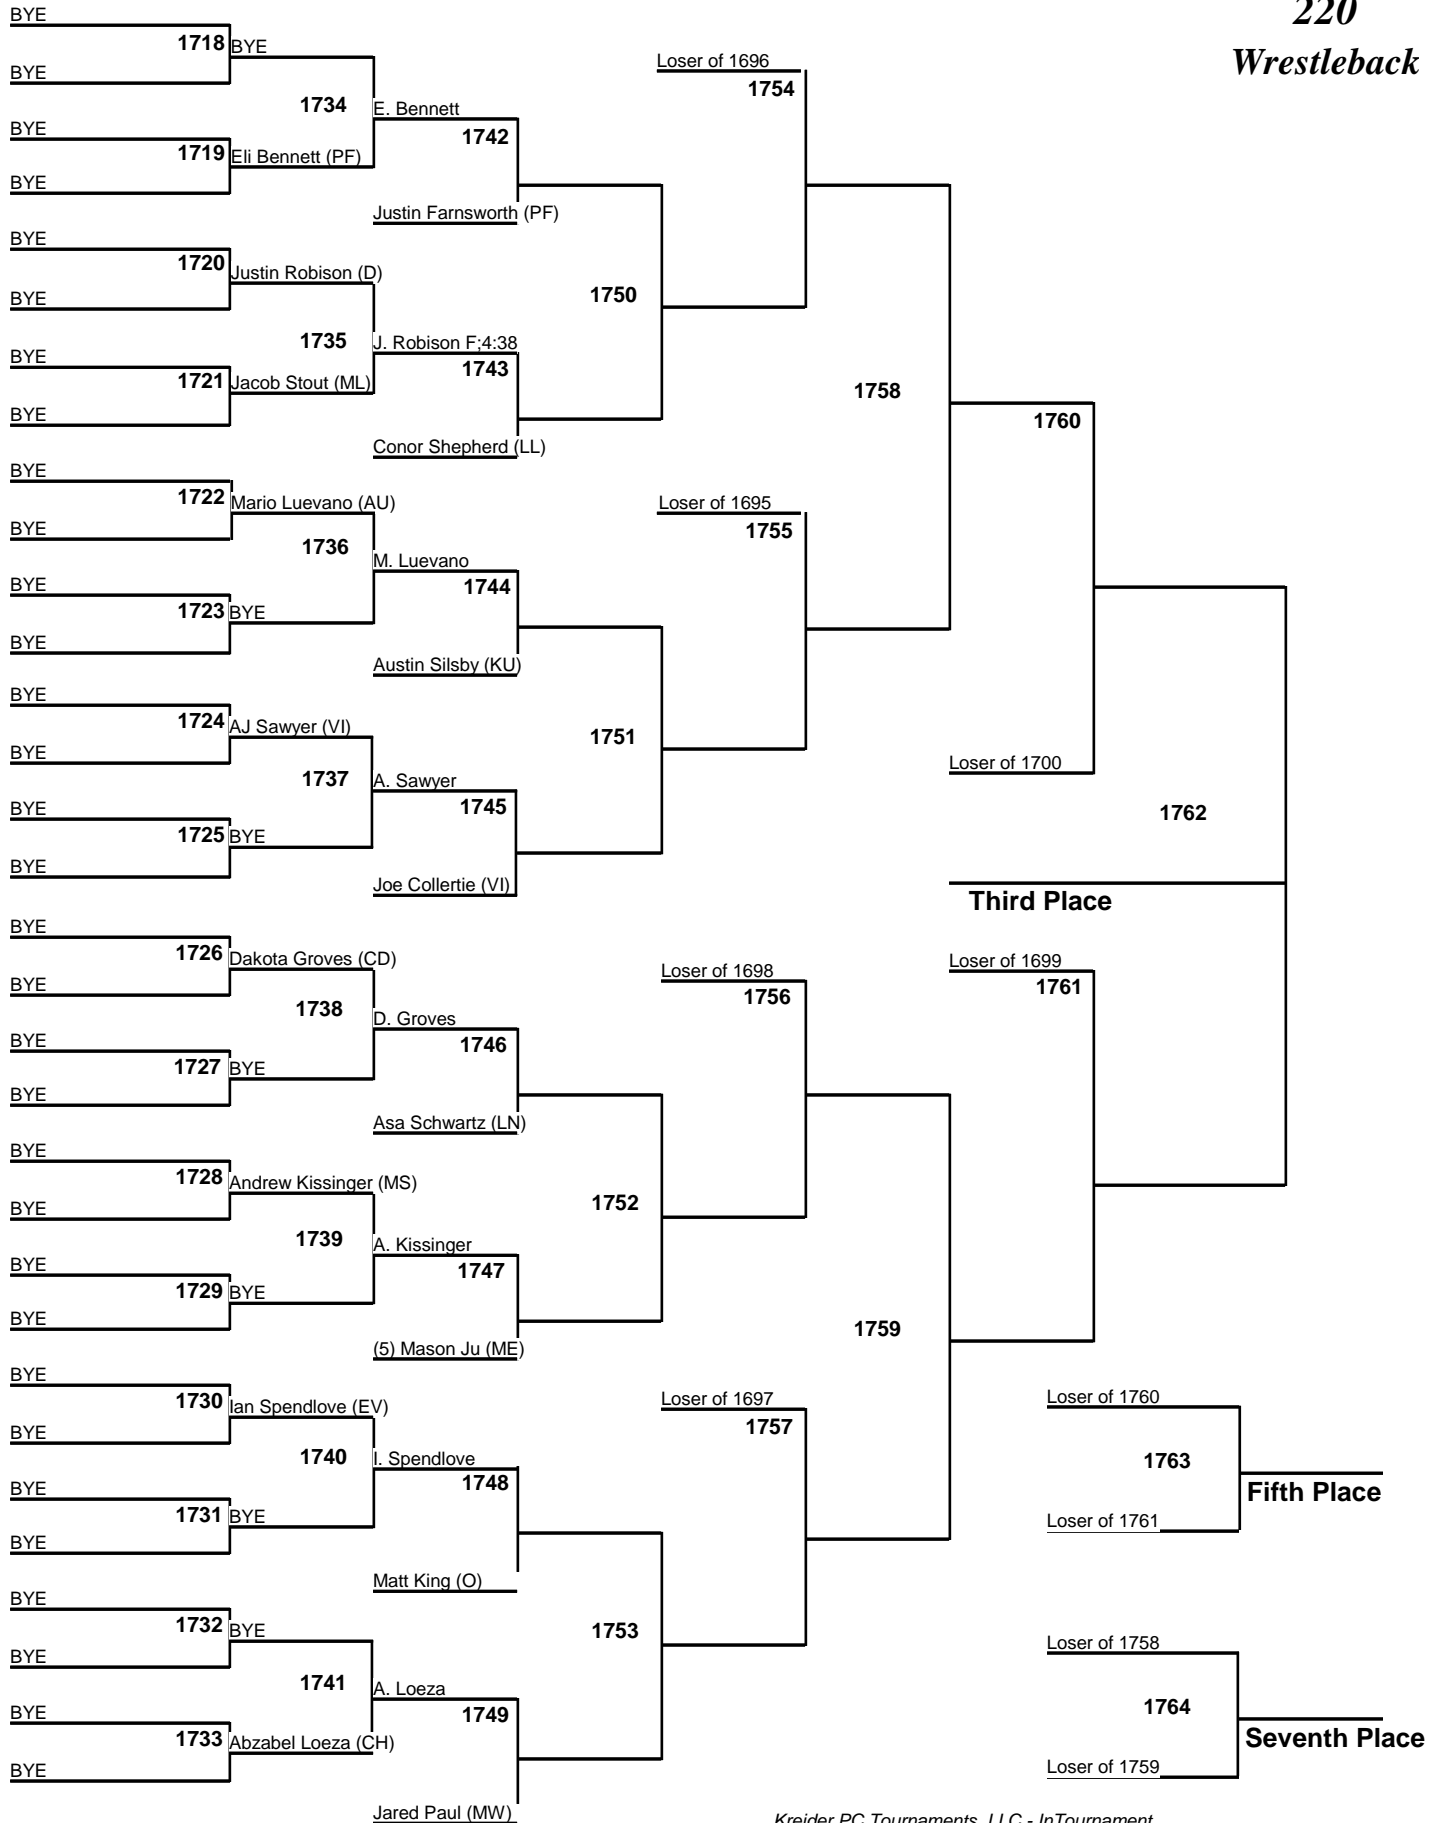 220
Wrestleback
BYE
1718 BYE
BYE
1734
E. Bennett
1742
BYE
1719 Eli Bennett (PF)
BYE
Justin Farnsworth (PF)
BYE
1720 Justin Robison (D)
BYE
1735
J. Robison F;4:38
1743
BYE
1721 Jacob Stout (ML)
BYE
Conor Shepherd (LL)
1750
Loser of 1696
1754
1758
BYE
1722 Mario Luevano (AU)
BYE
1736
M. Luevano
1744
BYE
1723 BYE
BYE
Austin Silsby (KU)
BYE
1724 AJ Sawyer (VI)
BYE
1737
A. Sawyer
1745
BYE
1725 BYE
BYE
Joe Collertie (VI)
1751
Loser of 1695
1755
1760
Loser of 1700
1762
Third Place
BYE
1726 Dakota Groves (CD)
BYE
1738
D. Groves
1746
BYE
1727 BYE
BYE
Asa Schwartz (LN)
BYE
1728 Andrew Kissinger (MS)
BYE
1739
A. Kissinger
1747
BYE
1729 BYE
BYE
(5) Mason Ju (ME)
1752
Loser of 1698
1756
Loser of 1699
1761
1759
BYE
1730 Ian Spendlove (EV)
BYE
1740
I. Spendlove
1748
BYE
1731 BYE
BYE
Matt King (O)
BYE
1732 BYE
BYE
1741
A. Loeza
1749
BYE
1733 Abzabel Loeza (CH)
BYE
Jared Paul (MW)
1753
Loser of 1697
1757
Loser of 1760
1763
Fifth Place
Loser of 1761
Loser of 1758
1764
Seventh Place
Loser of 1759
Kreider PC Tournaments, LLC - InTournament